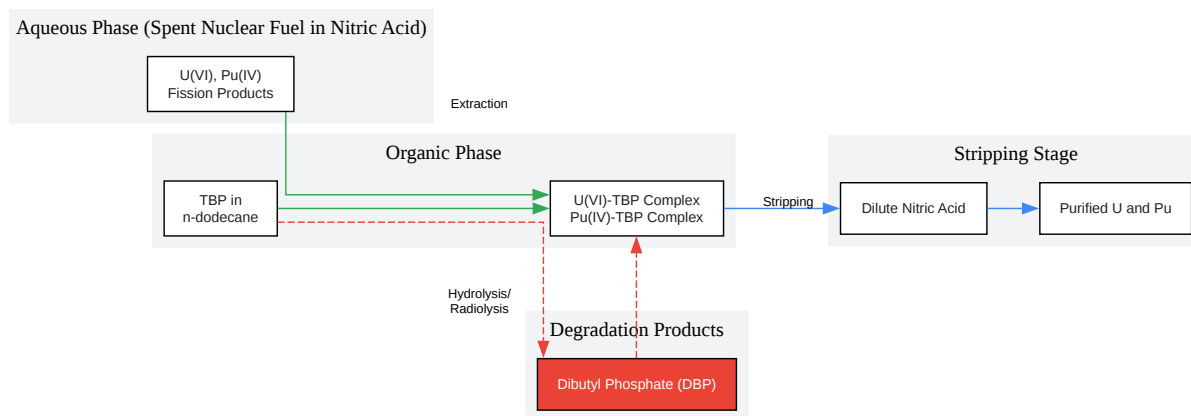 Aqueous Phase (Spent Nuclear Fuel in Nitric Acid)
U(VI), Pu(IV)
Fission Products
Extraction
Organic Phase
TBP in
n-dodecane
U(VI)-TBP Complex
Pu(IV)-TBP Complex
Stripping
Stripping Stage
Dilute Nitric Acid
Purified U and Pu
Hydrolysis/
Radiolysis
Degradation Products
Dibutyl Phosphate (DBP)